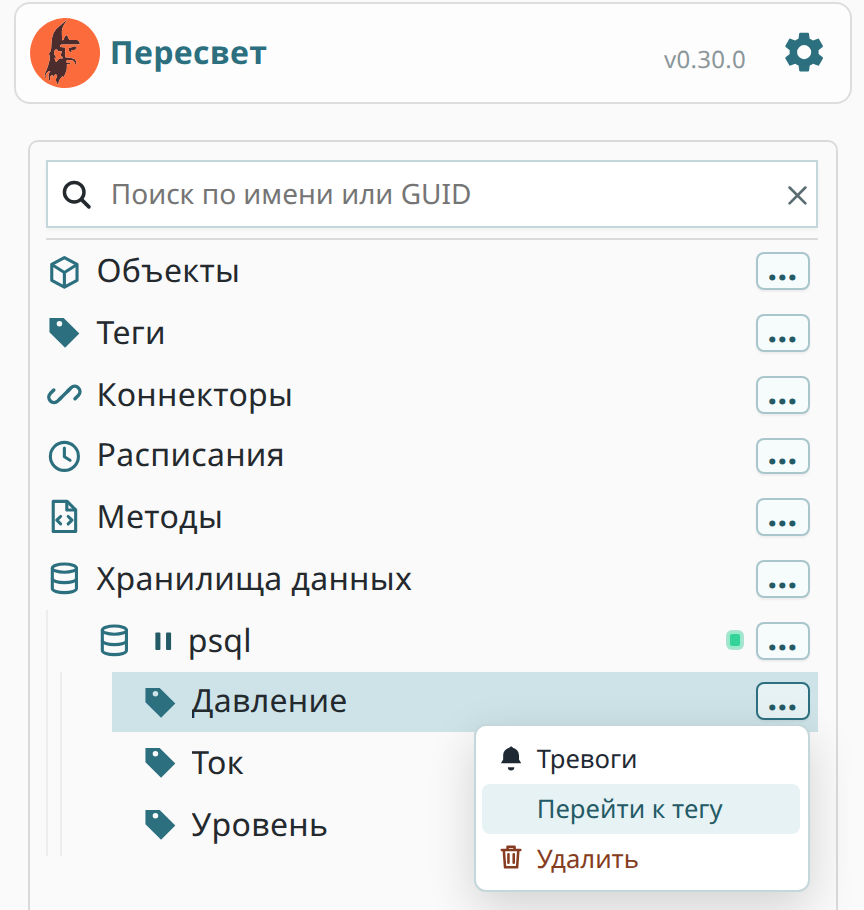 Пересвет
v0.30.0
Поиск по имени или GUID
Объекты
...
Теги
...
Коннекторы
...
Расписания
...
Методы
...
Хранилища данных
...
psql
...
Давление
...
Ток
Уровень
Тревоги
Перейти к тегу
Удалить